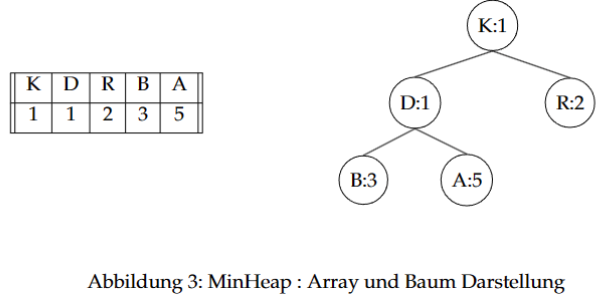 K:1
K D R B A
1 1 2 3 5
D:1 R:2
B:3 A:5
Abbildung 3: MinHeap : Array und Baum Darstellung